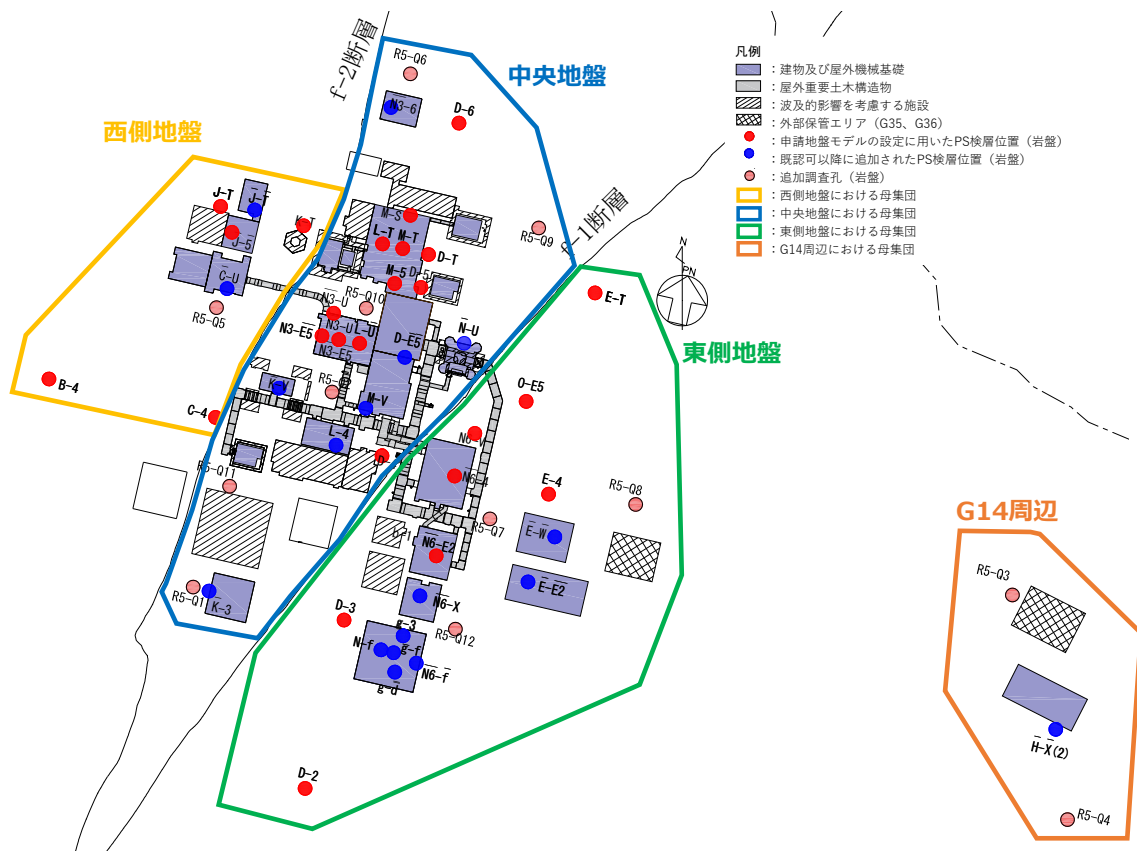 f-2断層
R5-Q6
中央地盤
N3-6
D-6
西側地盤
J-T
J-T̄
K-T
J-5
M-S
L-T
M-T
D-T
R5-Q9
f-1断層
C-U
M-5
D-5
R5-Q5
R5-Q10
N3-U
N3-U
L-U
N3-E5
N3-E5
D-E5
N-U
E-T
N
PN
東側地盤
B-4
C-4
K-V
M-V
O-E5
L-4
N6-4
R5-Q11
E-4
R5-Q8
R5-Q7
E-W
N6-E2
E-E2
N6-X
R5-Q1
K-3
D-3
g-3
R5-Q12
N-f
g-f
N6-f
g-d
D-2
G14周辺
R5-Q3
H-X(2)
R5-Q4
凡例
：建物及び屋外機械基礎
：屋外重要土木構造物
：波及的影響を考慮する施設
：外部保管エリア（G35、G36）
：申請地盤モデルの設定に用いたPS検層位置（岩盤）
：既認可以降に追加されたPS検層位置（岩盤）
：追加調査孔（岩盤）
：西側地盤における母集団
：中央地盤における母集団
：東側地盤における母集団
：G14周辺における母集団